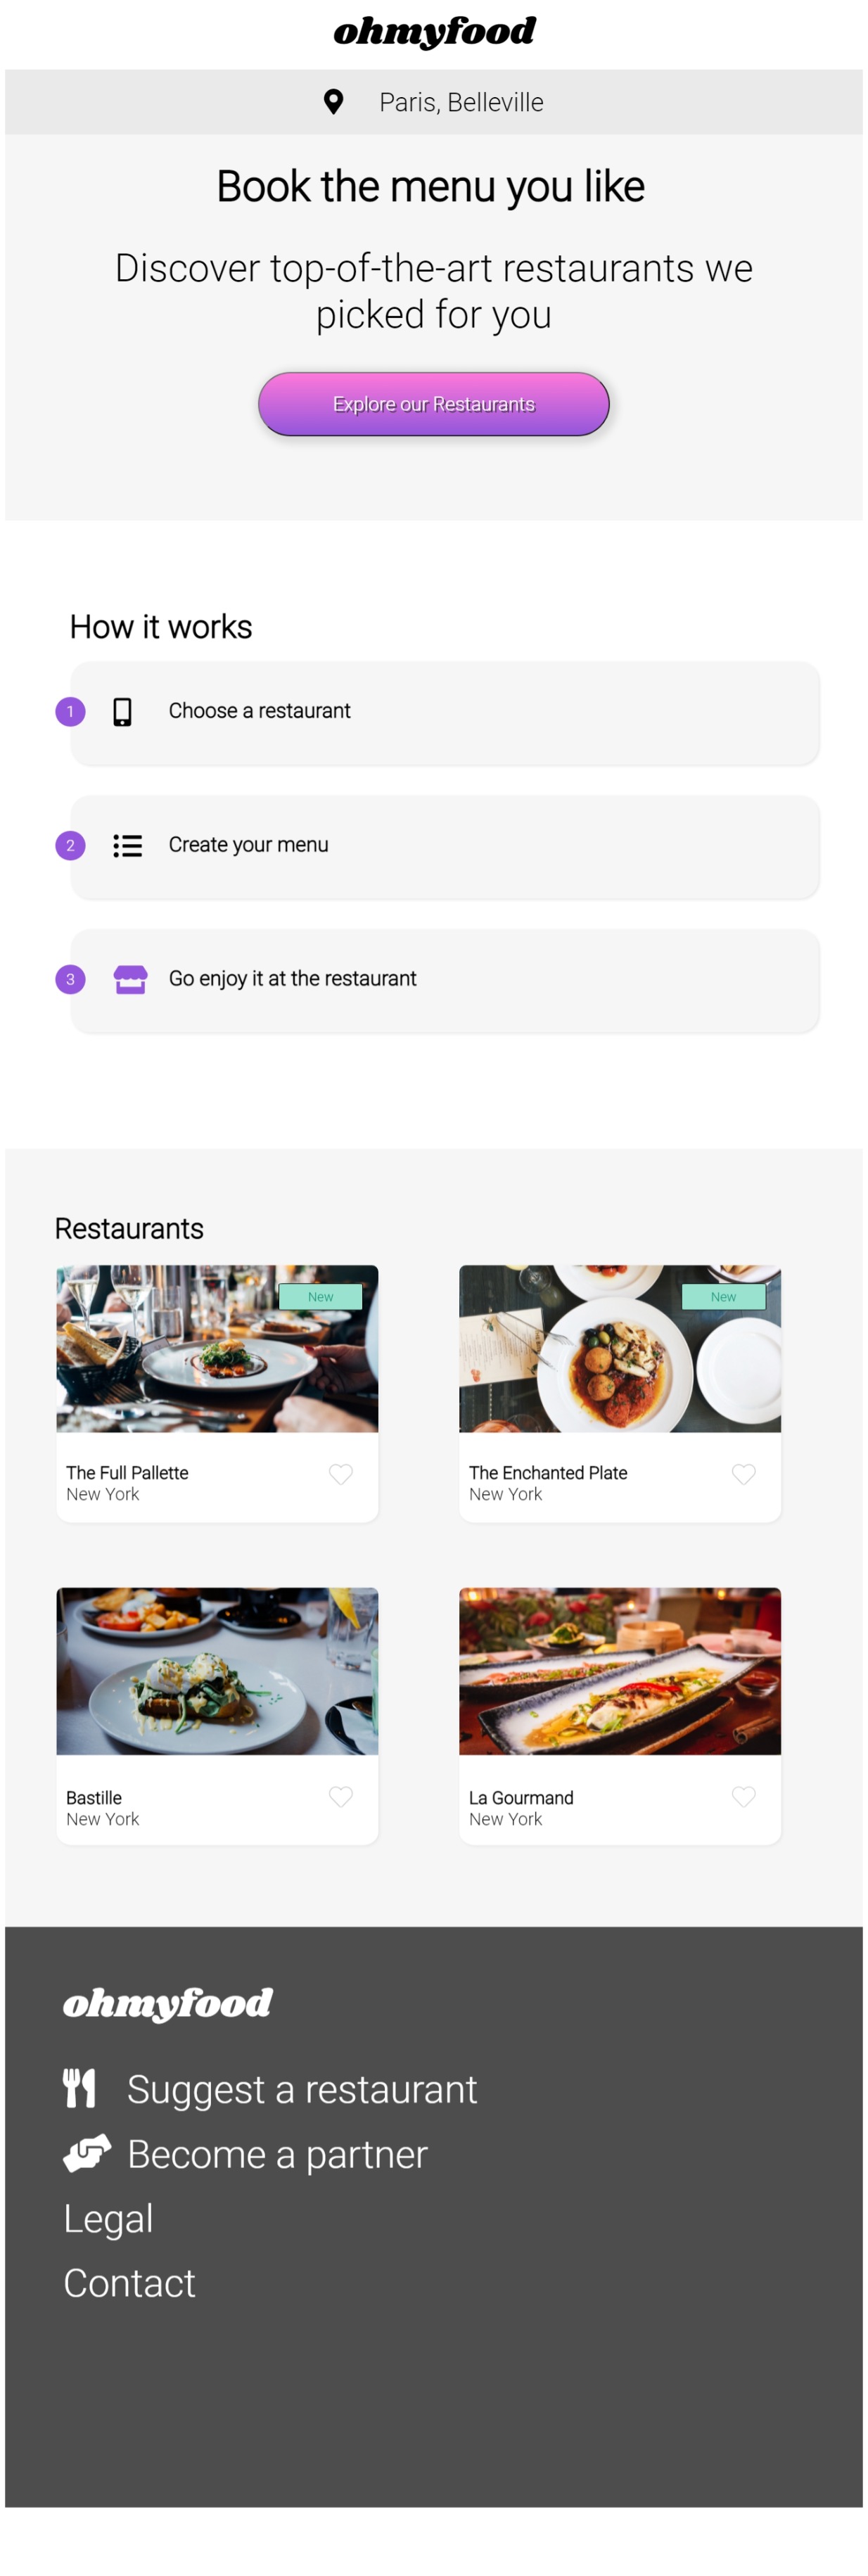 ohmyfood
Paris, Belleville
Book the menu you like
Discover top-of-the-art restaurants we
picked for you
Explore our Restaurants
How it works
1 Choose a restaurant
2 Create your menu
3 Go enjoy it at the restaurant
Restaurants
New
New
The Full Pallette
New York
The Enchanted Plate
New York
Bastille
New York
La Gourmand
New York
ohmyfood
Suggest a restaurant
Become a partner
Legal
Contact